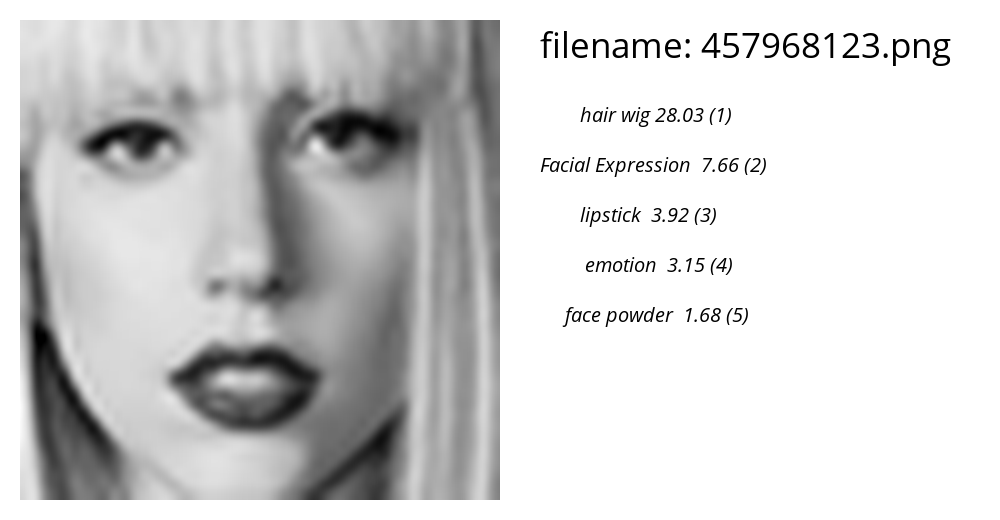 filename: 457968123.png
hair wig 28.03 (1)
Facial Expression 7.66 (2)
lipstick 3.92 (3)
emotion 3.15 (4)
face powder 1.68 (5)